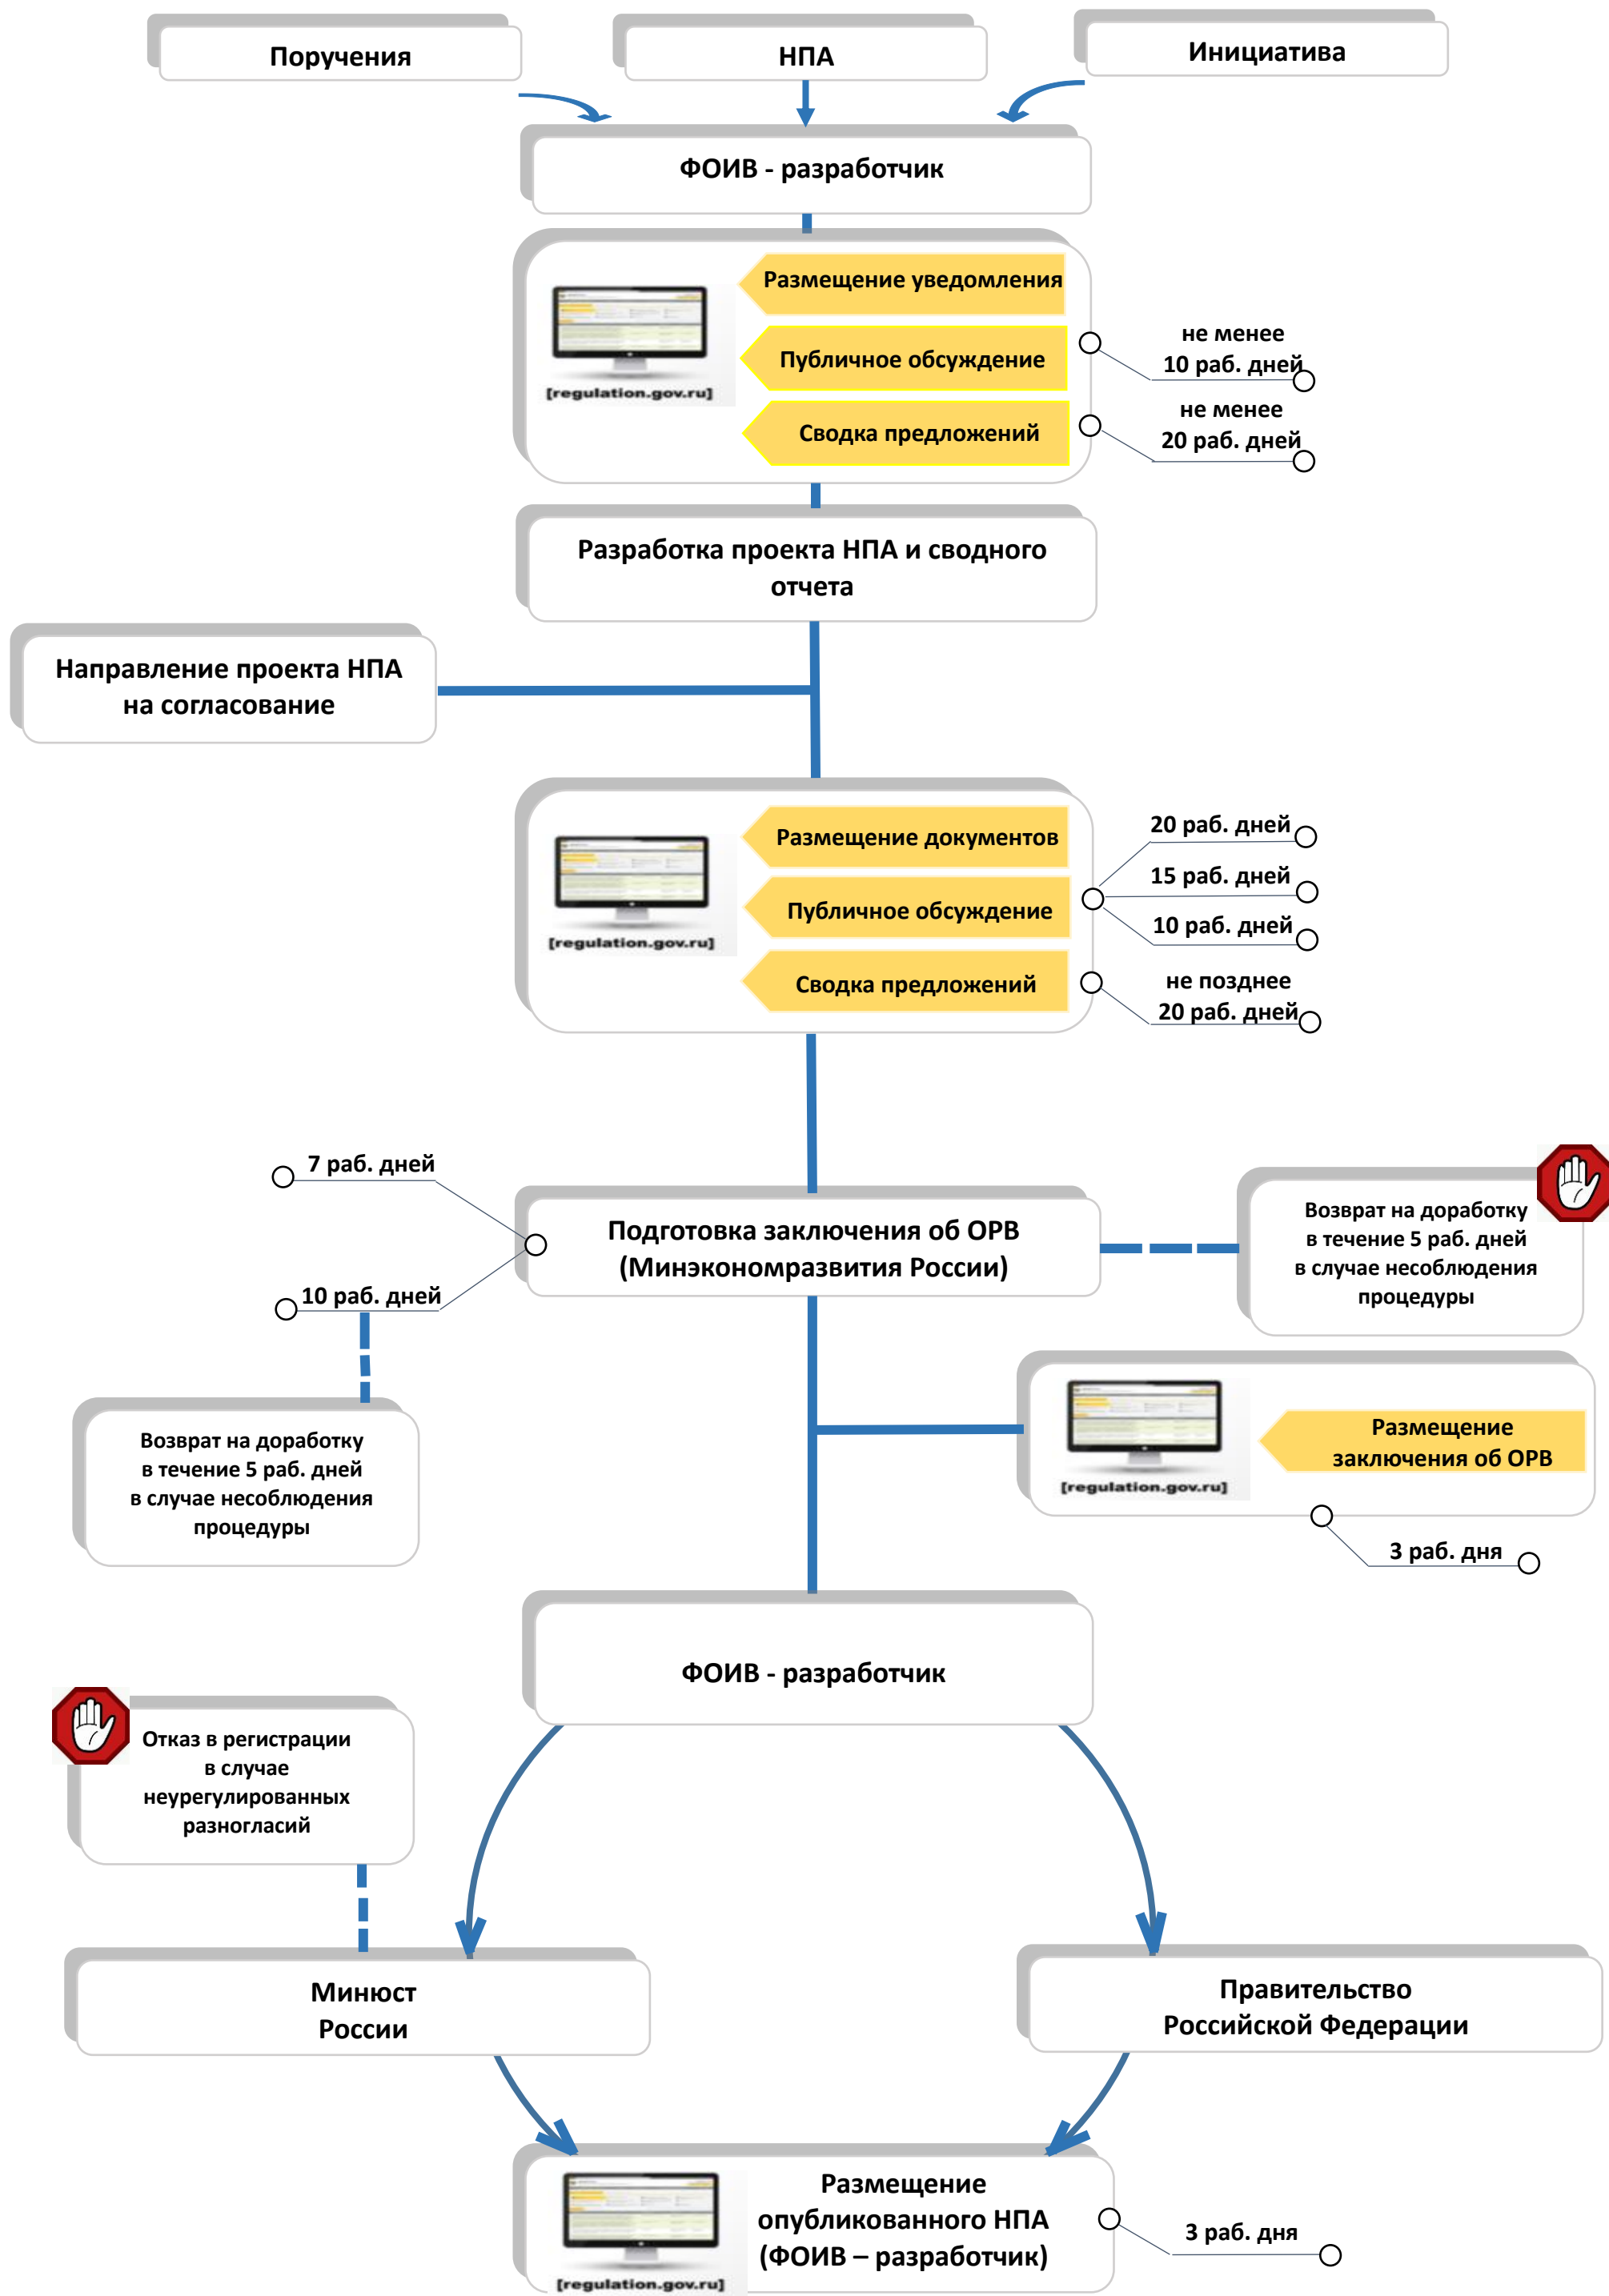 Поручения
НПА
Инициатива
ФОИВ - разработчик
Размещение уведомления
Публичное обсуждение
Сводка предложений
[regulation.gov.ru]
не менее
10 раб. дней
не менее
20 раб. дней
Разработка проекта НПА и сводного
отчета
Направление проекта НПА
на согласование
Размещение документов
Публичное обсуждение
Сводка предложений
[regulation.gov.ru]
20 раб. дней
15 раб. дней
10 раб. дней
не позднее
20 раб. дней
7 раб. дней
10 раб. дней
Подготовка заключения об ОРВ
(Минэкономразвития России)
Возврат на доработку
в течение 5 раб. дней
в случае несоблюдения
процедуры
Возврат на доработку
в течение 5 раб. дней
в случае несоблюдения
процедуры
Размещение
заключения об ОРВ
[regulation.gov.ru]
3 раб. дня
ФОИВ - разработчик
Отказ в регистрации
в случае
неурегулированных
разногласий
Минюст
России
Правительство
Российской Федерации
Размещение
опубликованного НПА
(ФОИВ – разработчик)
[regulation.gov.ru]
3 раб. дня